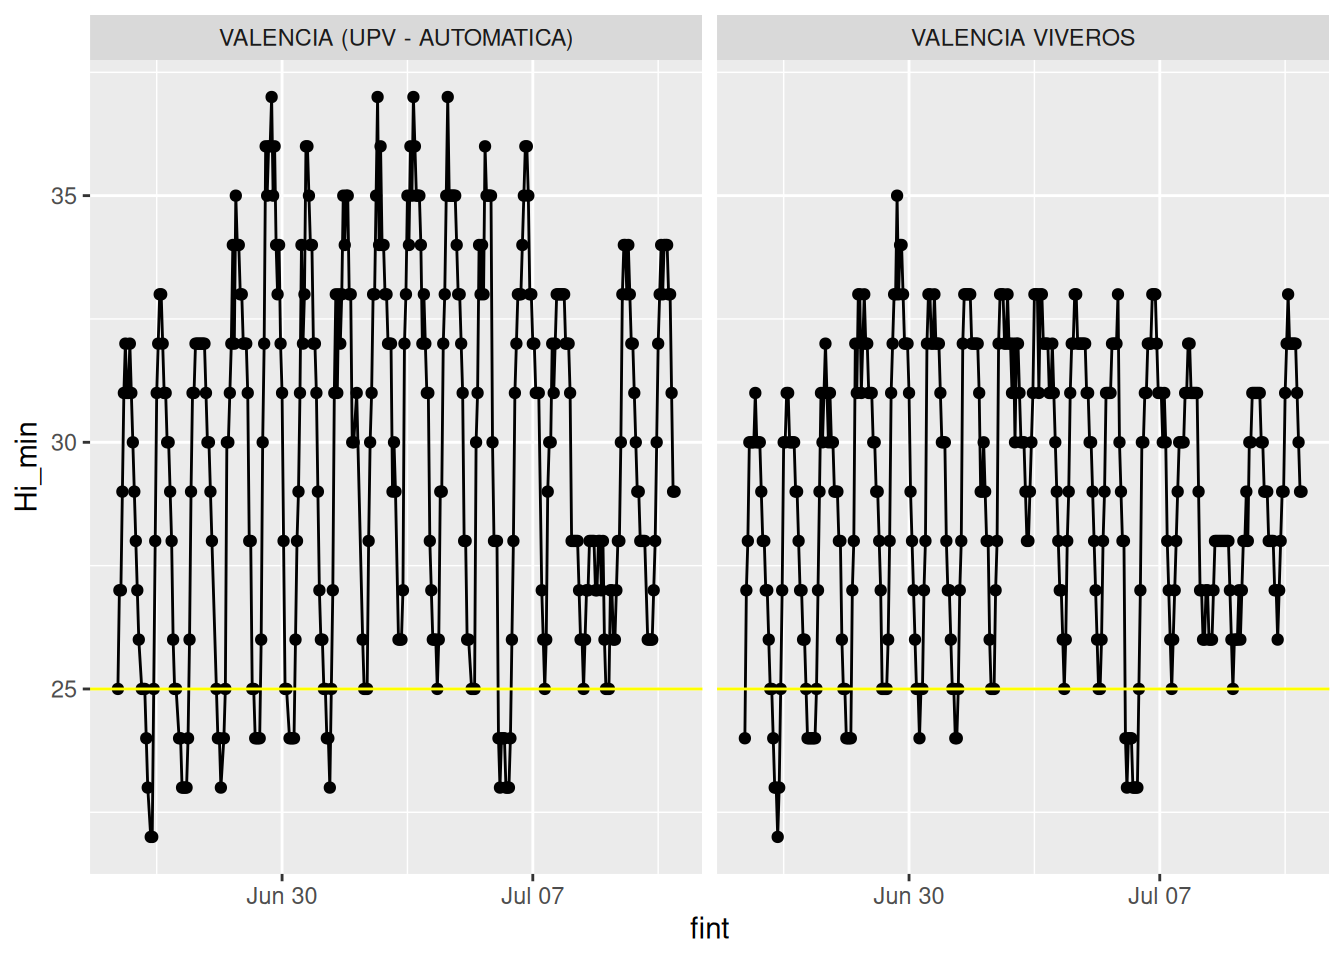 VALENCIA (UPV - AUTOMATICA)
VALENCIA VIVEROS
Hi_min
35
30
25
Jun 30
Jul 07
Jun 30
Jul 07
fint